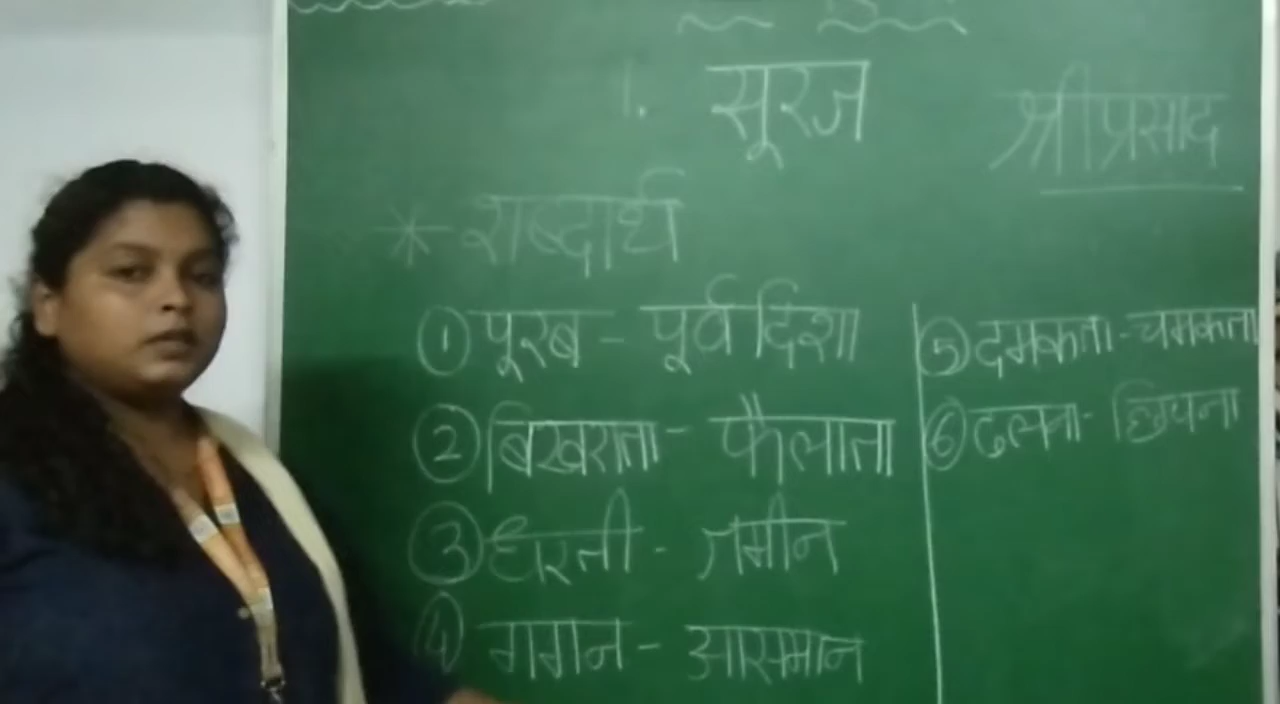 1. सूरज
श्रीप्रसाद
* शब्दार्थ
① पूरब - पूर्व दिशा
② बिखराता - फैलाता
③ धरती - जमीन
④ गगन - आसमान
⑤ दमकता - चमकता
⑥ ढलना - छिपना